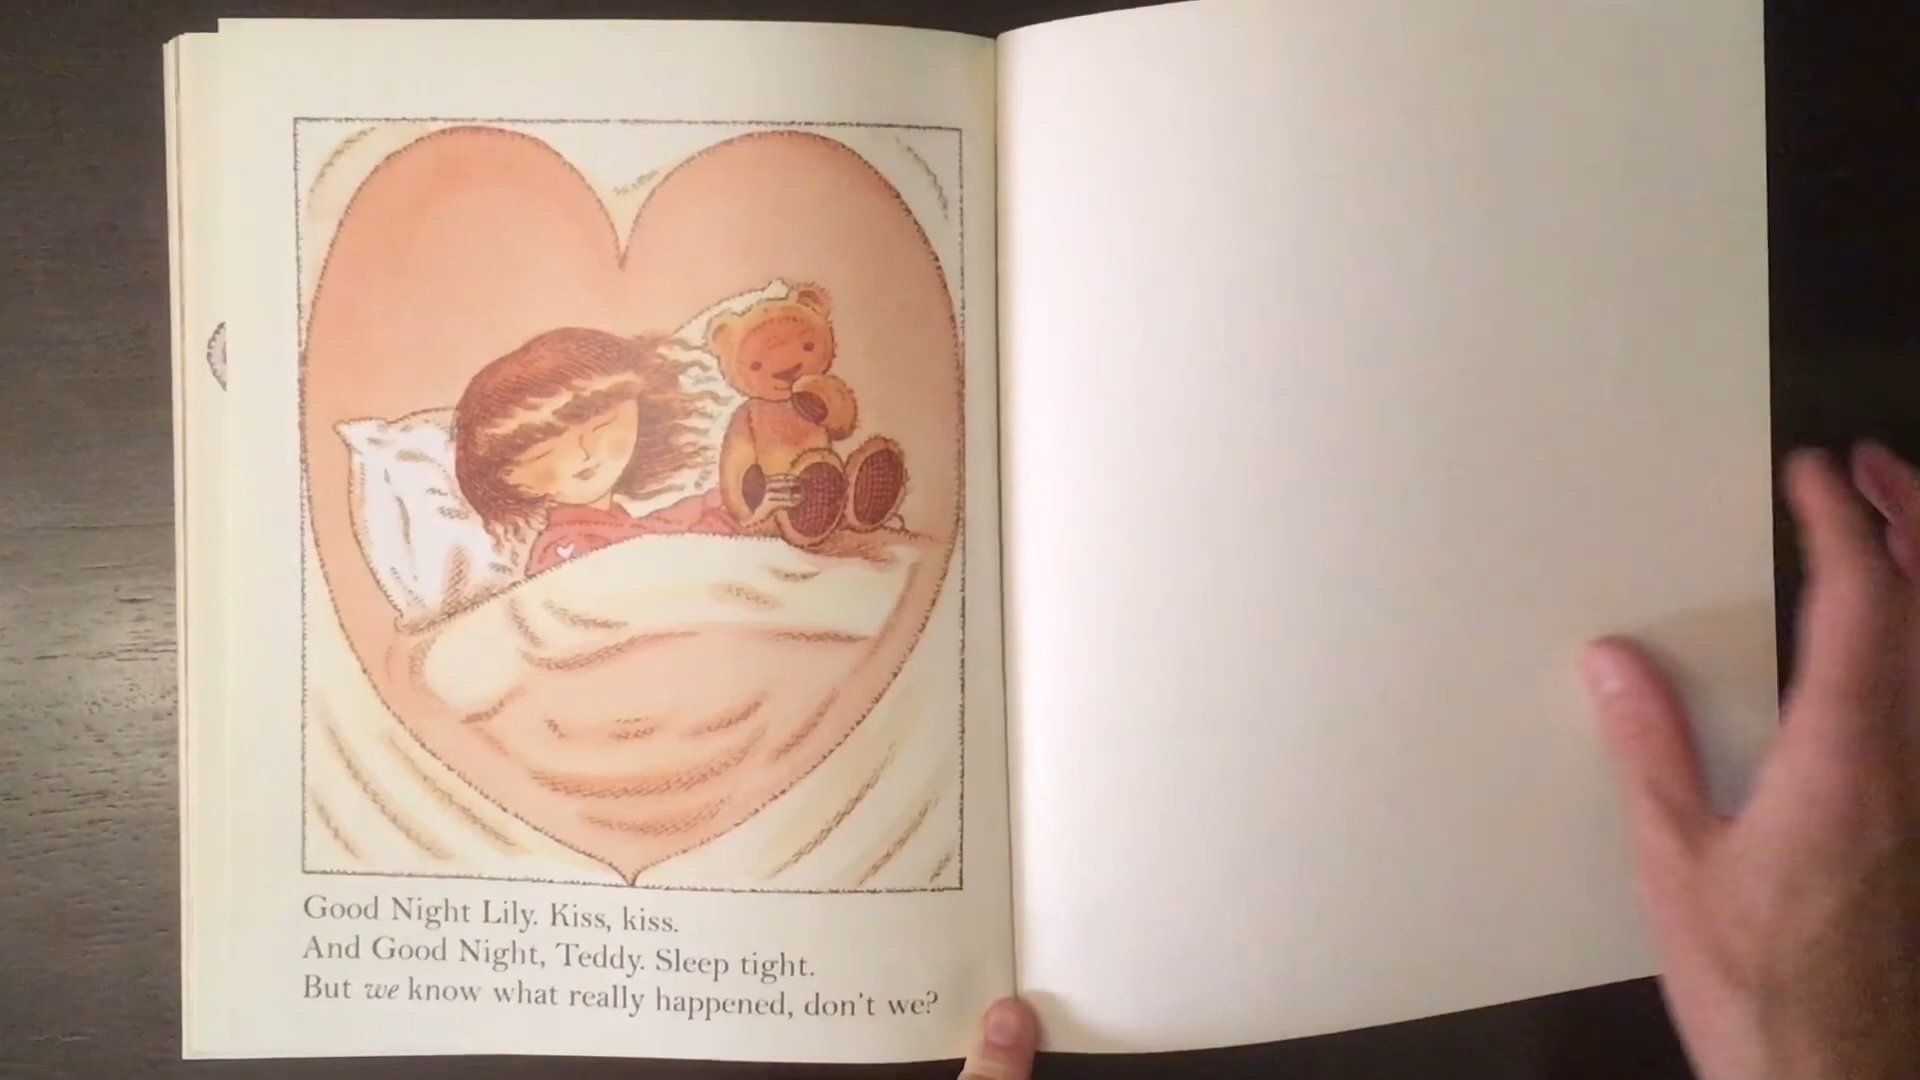 Good Night Lily. Kiss, kiss.
And Good Night, Teddy. Sleep tight.
But we know what really happened, don't we?